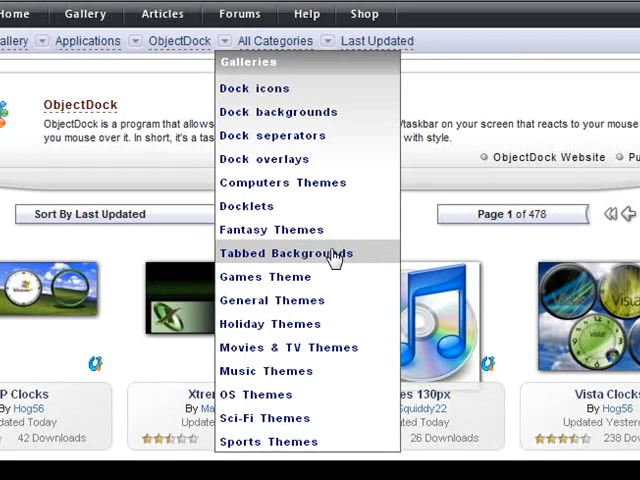 Home Gallery Articles Forums Help Shop
allery Applications ObjectDock All Categories Last Updated
Galleries
Dock icons
Dock backgrounds
Dock seperators
Dock overlays
Computers Themes
Docklets
Fantasy Themes
Tabbed Backgrounds
Games Theme
General Themes
Holiday Themes
Movies & TV Themes
Music Themes
OS Themes
Sci-Fi Themes
Sports Themes
ObjectDock
ObjectDock is a program that allows /taskbar on your screen that reacts to your mouse
you mouse over it. In short, it's a tas with style.
ObjectDock Website Pu
Sort By Last Updated
Page 1 of 478
P Clocks
By Hog56
dated Today
42 Downloads
Xtre
By Ma
Update
es 130px
Squiddy22
ed Today
26 Downloads
Vista Clocks
By Hog56
Updated Yester
238 Do